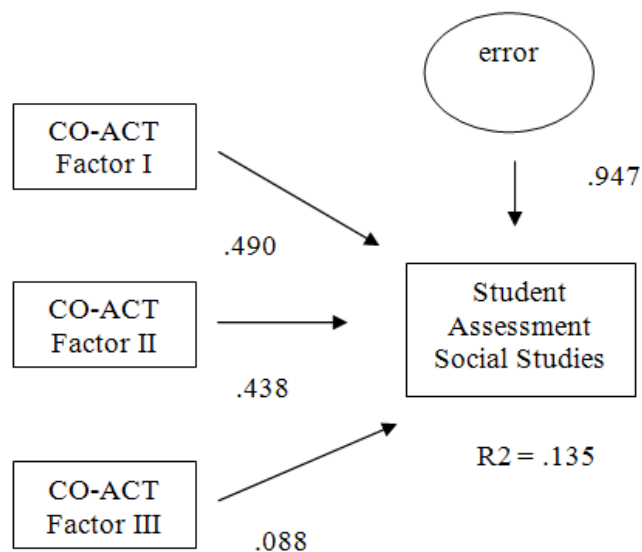 error
.947
CO-ACT
Factor I
.490
CO-ACT
Factor II
.438
Student
Assessment
Social Studies
R2 = .135
CO-ACT
Factor III
.088